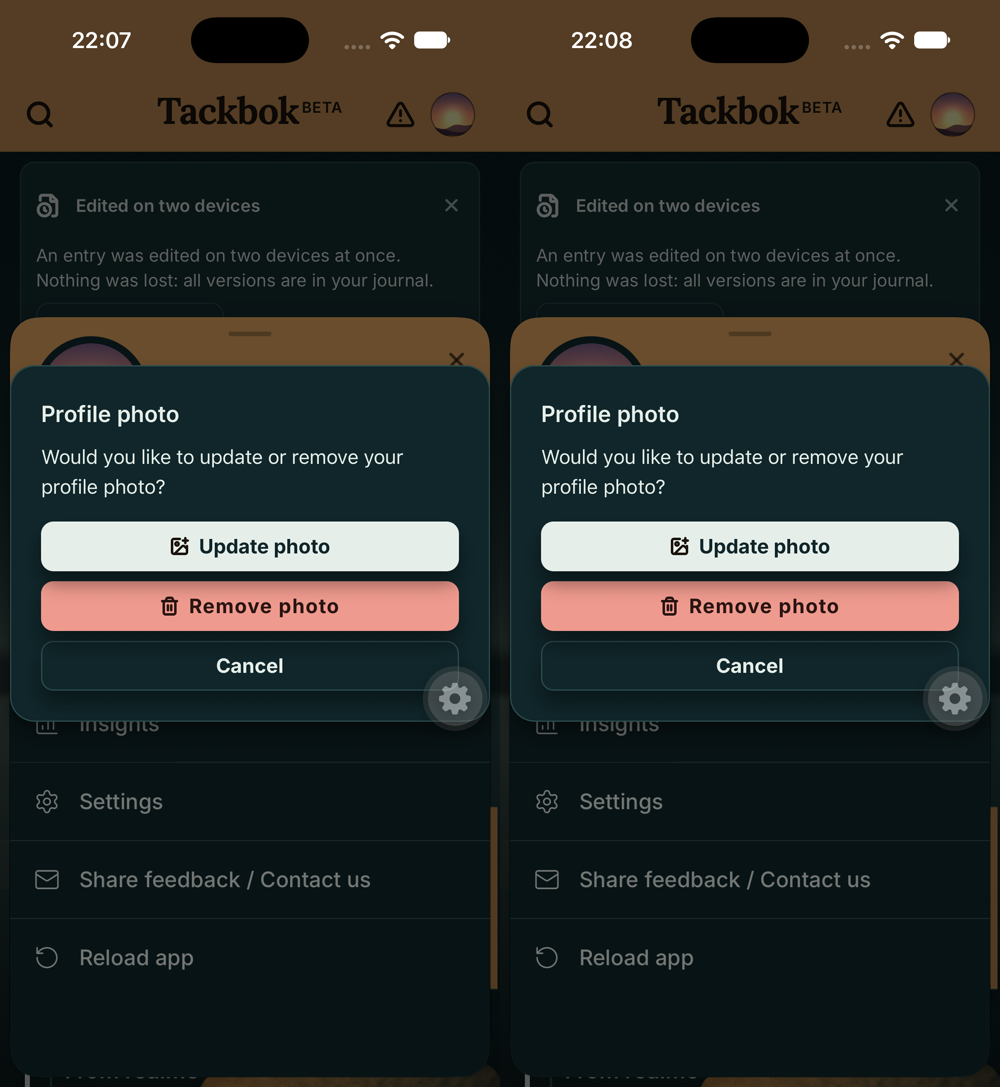 22:07
Tackbok BETA
Edited on two devices
An entry was edited on two devices at once.
Nothing was lost: all versions are in your journal.
Profile photo
Would you like to update or remove your
profile photo?
Update photo
Remove photo
Cancel
Insights
Settings
Share feedback / Contact us
Reload app
22:08
Tackbok BETA
Edited on two devices
An entry was edited on two devices at once.
Nothing was lost: all versions are in your journal.
Profile photo
Would you like to update or remove your
profile photo?
Update photo
Remove photo
Cancel
Insights
Settings
Share feedback / Contact us
Reload app